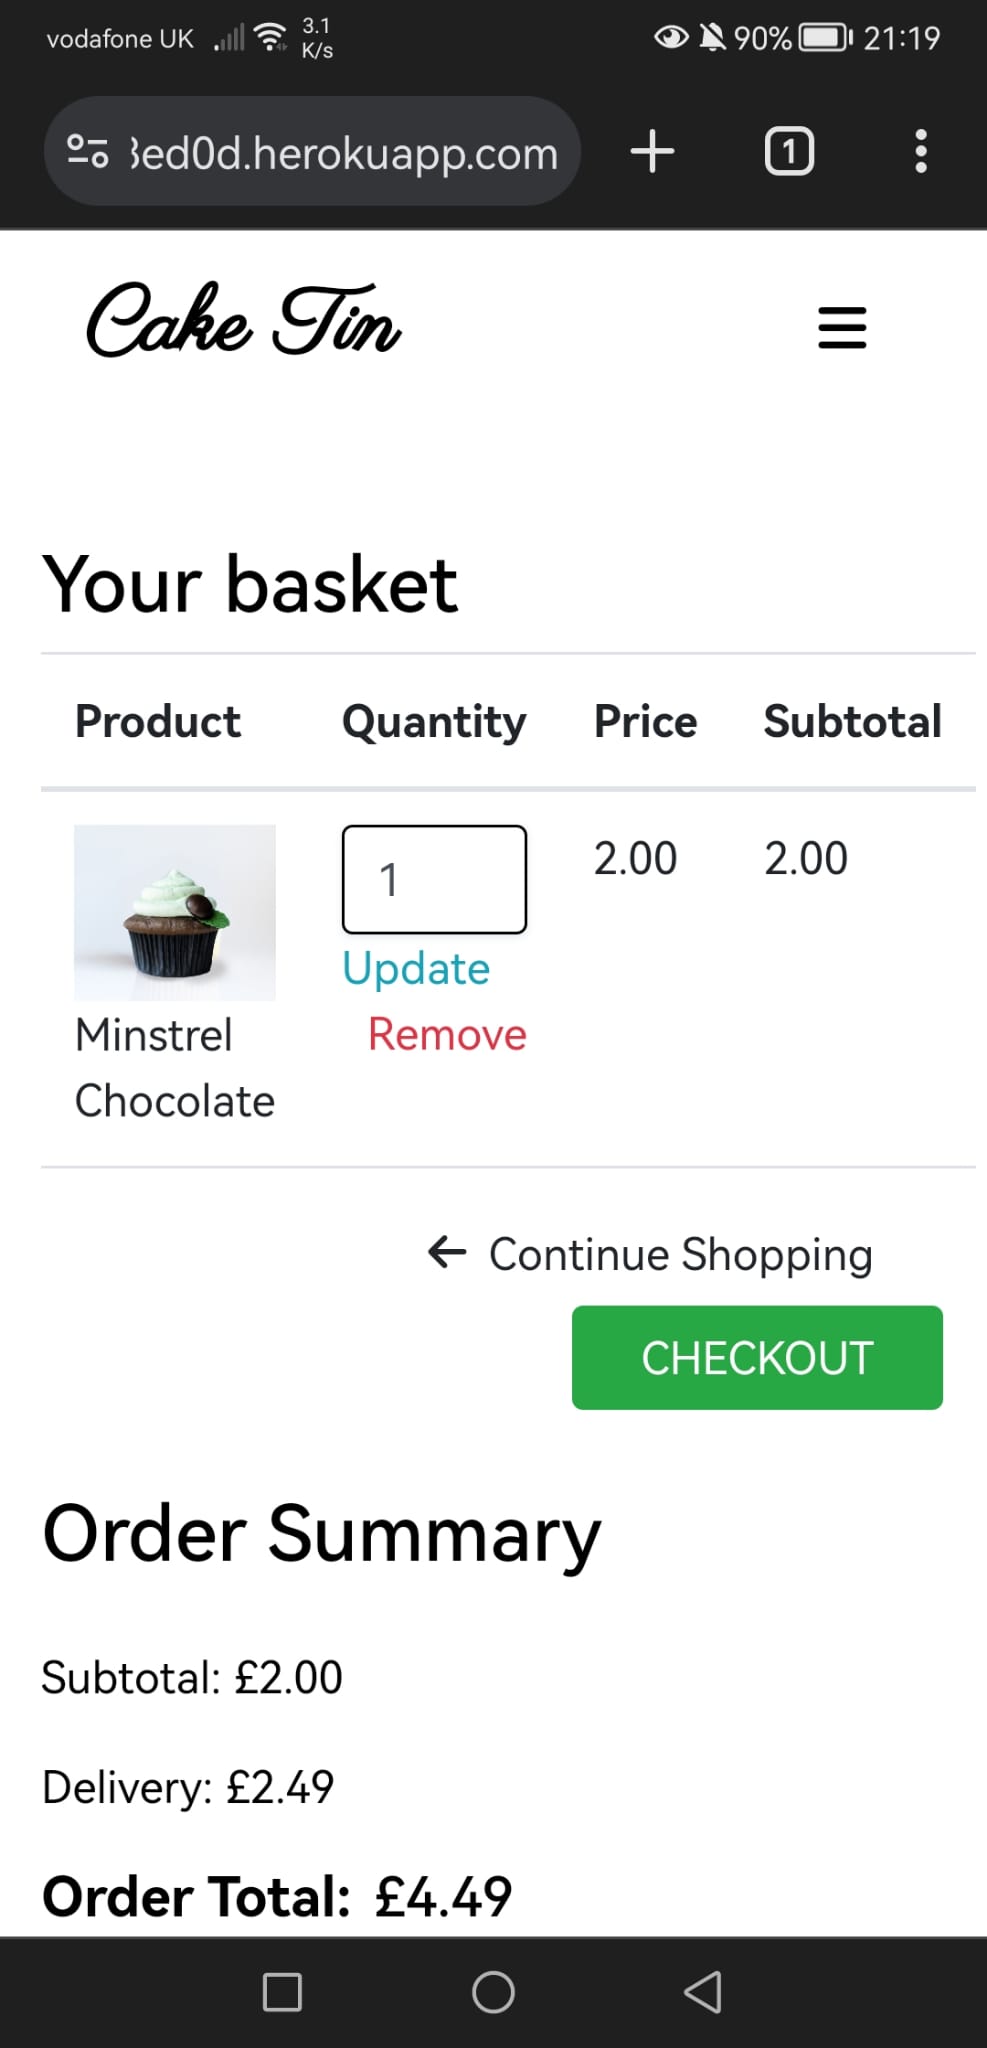 vodafone UK 3.1 K/s 90% 21:19
3ed0d.herokuapp.com 1
Cake Tin
Your basket
Product Quantity Price Subtotal
1 2.00 2.00
Update
Minstrel Remove
Chocolate
← Continue Shopping
CHECKOUT
Order Summary
Subtotal: £2.00
Delivery: £2.49
Order Total: £4.49